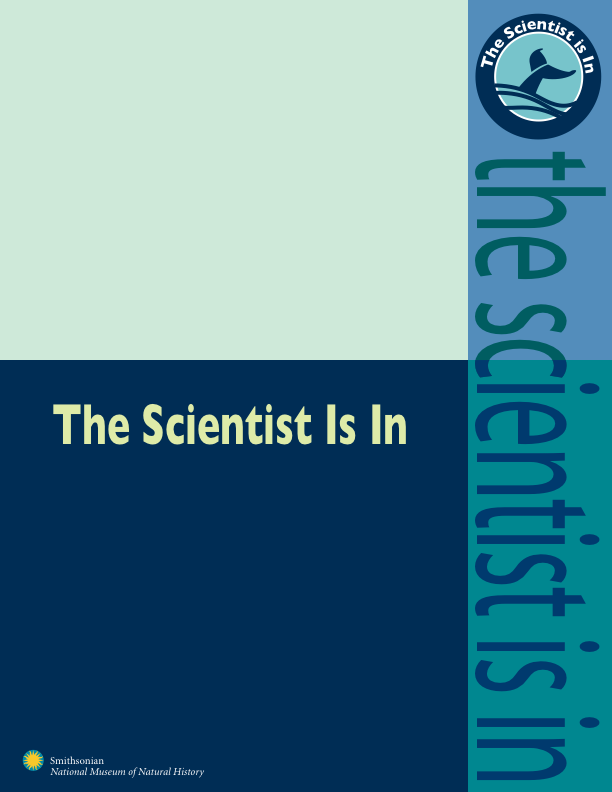 The Scientist is In
the scientist is in
The Scientist Is In
Smithsonian
National Museum of Natural History